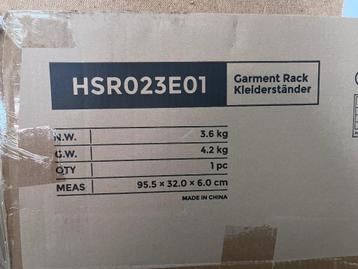 HSR023E01
Garment Rack
Kleiderständer
N.W. 3.6 kg
G.W. 4.2 kg
QTY 1 pc
MEAS 95.5 x 32.0 x 6.0 cm
MADE IN CHINA